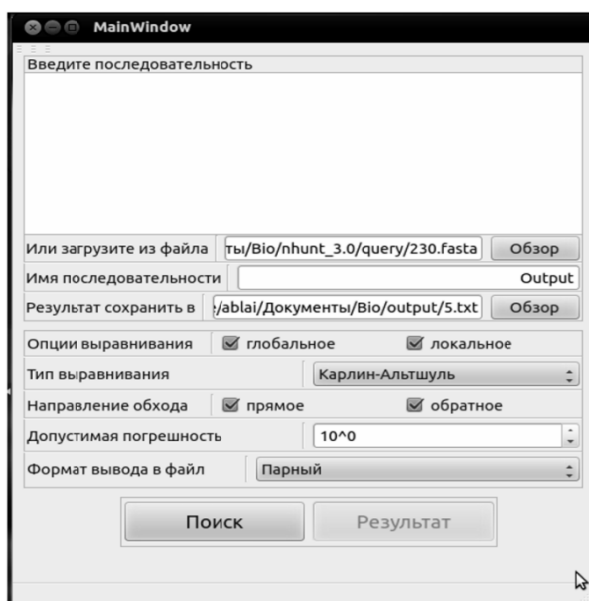 MainWindow
Введите последовательность
Или загрузите из файла ты/Bio/nhunt_3.0/query/230.fasta Обзор
Имя последовательности Output
Результат сохранить в /ablai/Документы/Bio/output/5.txt Обзор
Опции выравнивания глобальное локальное
Тип выравнивания Карлин-Альтшуль
Направление обхода прямое обратное
Допустимая погрешность 10^0
Формат вывода в файл Парный
Поиск Результат